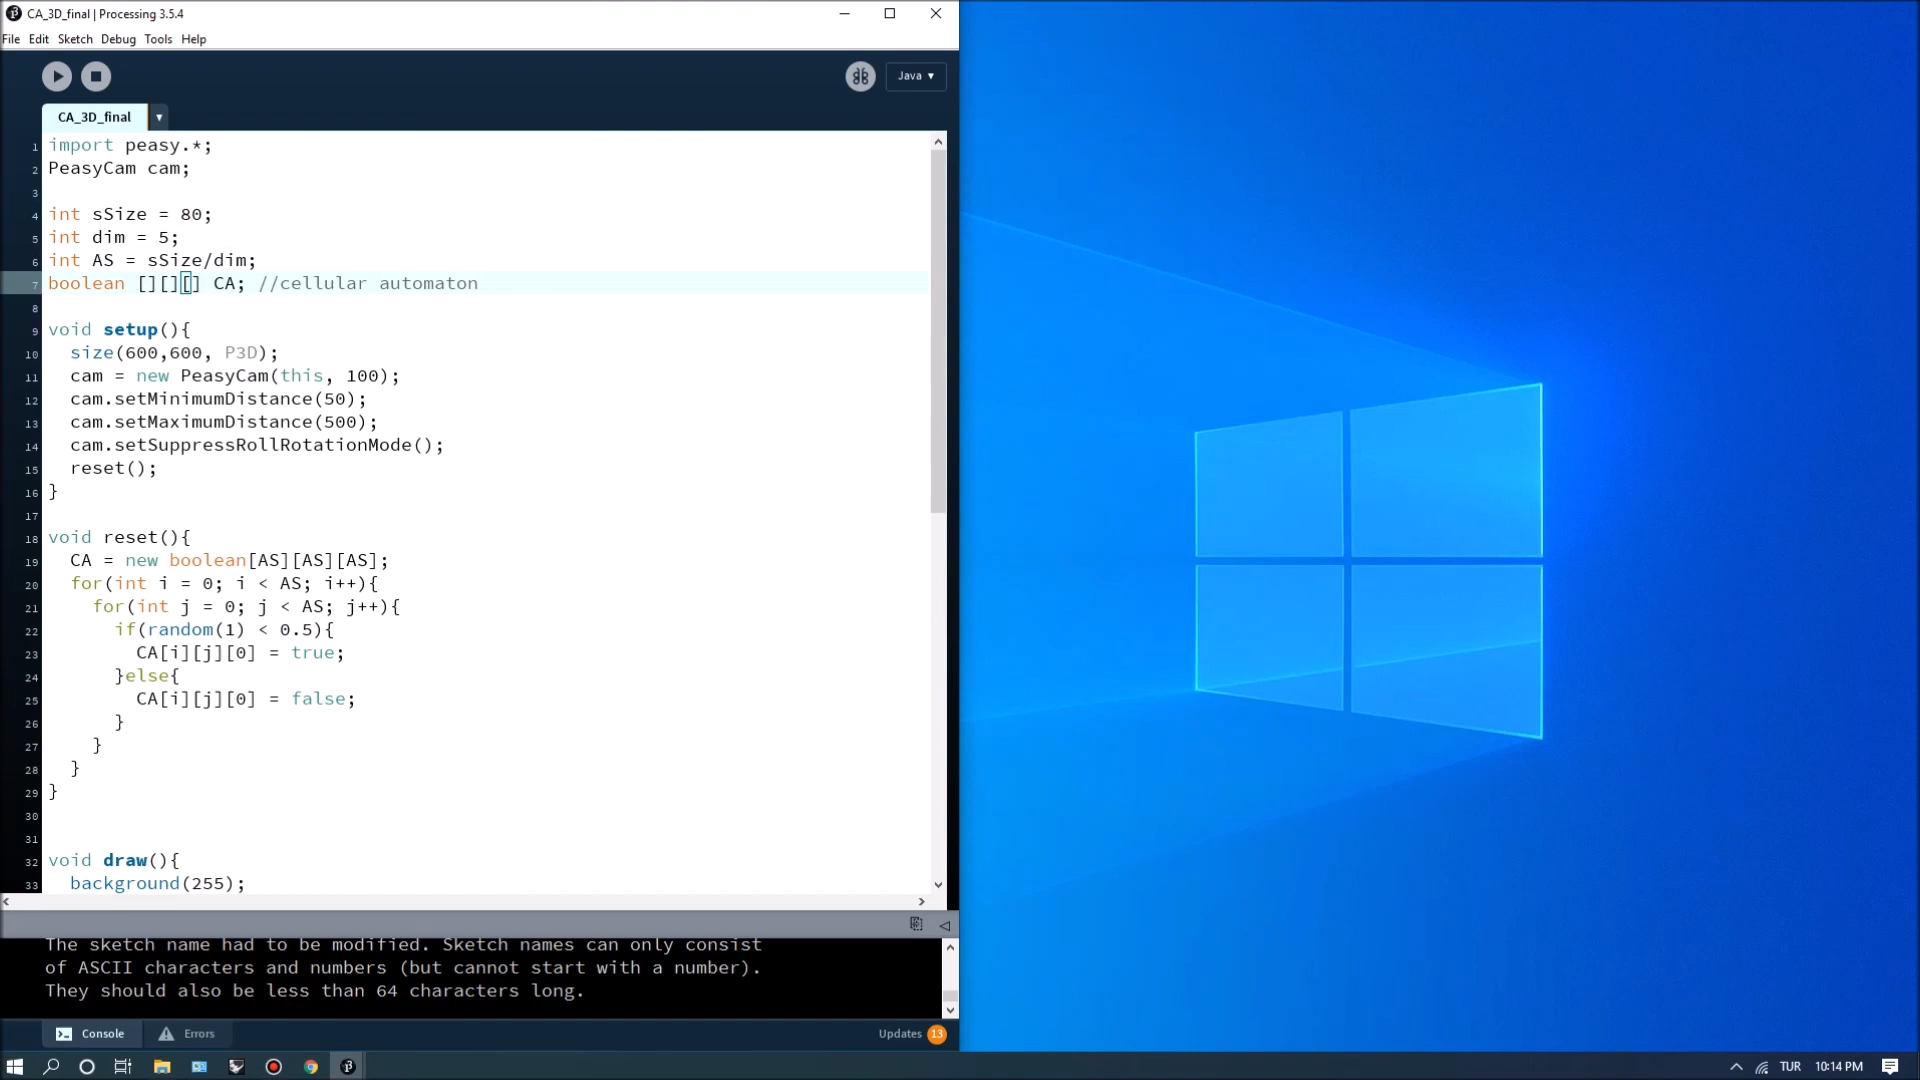 CA_3D_final | Processing 3.5.4
File Edit Sketch Debug Tools Help
Java ▾
CA_3D_final ▾
1 import peasy.*;
2 PeasyCam cam;
3
4 int sSize = 80;
5 int dim = 5;
6 int AS = sSize/dim;
7 boolean [][][] CA; //cellular automaton
8
9 void setup(){
10 size(600,600, P3D);
11 cam = new PeasyCam(this, 100);
12 cam.setMinimumDistance(50);
13 cam.setMaximumDistance(500);
14 cam.setSuppressRollRotationMode();
15 reset();
16 }
17
18 void reset(){
19 CA = new boolean[AS][AS][AS];
20 for(int i = 0; i < AS; i++){
21 for(int j = 0; j < AS; j++){
22 if(random(1) < 0.5){
23 CA[i][j][0] = true;
24 }else{
25 CA[i][j][0] = false;
26 }
27 }
28 }
29 }
30
31
32 void draw(){
33 background(255);
The sketch name had to be modified. Sketch names can only consist
of ASCII characters and numbers (but cannot start with a number).
They should also be less than 64 characters long.
Console Errors Updates 13
TUR 10:14 PM